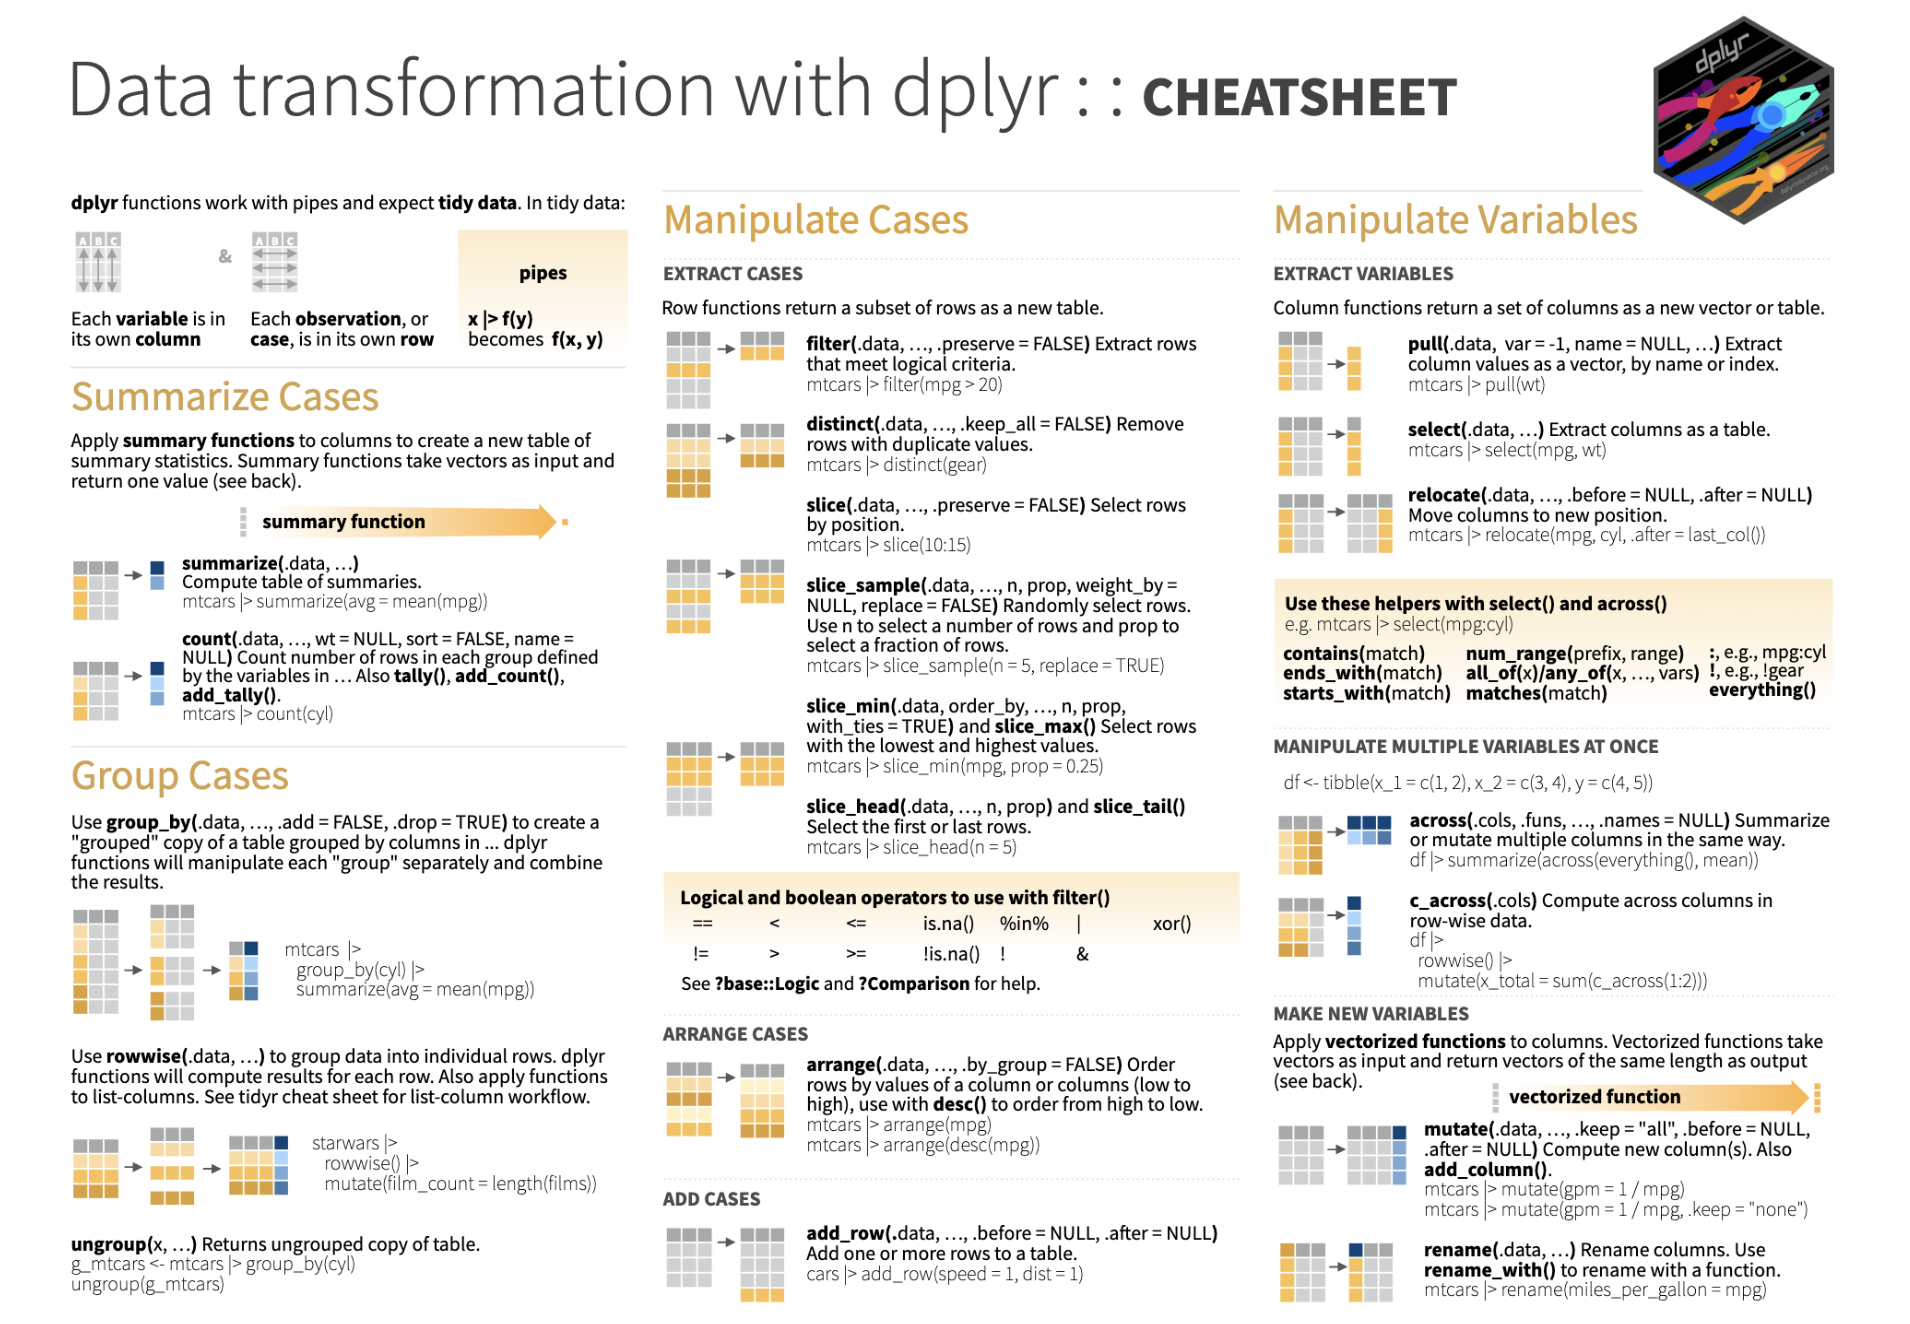 Data transformation with dplyr : : CHEATSHEET
dplyr
dplyr functions work with pipes and expect tidy data. In tidy data:
A B C
&
A B C
Each variable is in
its own column
Each observation, or
case, is in its own row
pipes
x |> f(y)
becomes f(x, y)
Summarize Cases
Apply summary functions to columns to create a new table of
summary statistics. Summary functions take vectors as input and
return one value (see back).
summary function
summarize(.data, …)
Compute table of summaries.
mtcars |> summarize(avg = mean(mpg))
count(.data, …, wt = NULL, sort = FALSE, name =
NULL) Count number of rows in each group defined
by the variables in … Also tally(), add_count(),
add_tally().
mtcars |> count(cyl)
Group Cases
Use group_by(.data, …, .add = FALSE, .drop = TRUE) to create a
"grouped" copy of a table grouped by columns in ... dplyr
functions will manipulate each "group" separately and combine
the results.
mtcars |>
group_by(cyl) |>
summarize(avg = mean(mpg))
Use rowwise(.data, …) to group data into individual rows. dplyr
functions will compute results for each row. Also apply functions
to list-columns. See tidyr cheat sheet for list-column workflow.
starwars |>
rowwise() |>
mutate(film_count = length(films))
ungroup(x, …) Returns ungrouped copy of table.
g_mtcars <- mtcars |> group_by(cyl)
ungroup(g_mtcars)
Manipulate Cases
EXTRACT CASES
Row functions return a subset of rows as a new table.
filter(.data, …, .preserve = FALSE) Extract rows
that meet logical criteria.
mtcars |> filter(mpg > 20)
distinct(.data, …, .keep_all = FALSE) Remove
rows with duplicate values.
mtcars |> distinct(gear)
slice(.data, …, .preserve = FALSE) Select rows
by position.
mtcars |> slice(10:15)
slice_sample(.data, …, n, prop, weight_by =
NULL, replace = FALSE) Randomly select rows.
Use n to select a number of rows and prop to
select a fraction of rows.
mtcars |> slice_sample(n = 5, replace = TRUE)
slice_min(.data, order_by, …, n, prop,
with_ties = TRUE) and slice_max() Select rows
with the lowest and highest values.
mtcars |> slice_min(mpg, prop = 0.25)
slice_head(.data, …, n, prop) and slice_tail()
Select the first or last rows.
mtcars |> slice_head(n = 5)
Logical and boolean operators to use with filter()
== < <= is.na() %in% | xor()
!= > >= !is.na() ! &
See ?base::Logic and ?Comparison for help.
ARRANGE CASES
arrange(.data, …, .by_group = FALSE) Order
rows by values of a column or columns (low to
high), use with desc() to order from high to low.
mtcars |> arrange(mpg)
mtcars |> arrange(desc(mpg))
ADD CASES
add_row(.data, …, .before = NULL, .after = NULL)
Add one or more rows to a table.
cars |> add_row(speed = 1, dist = 1)
Manipulate Variables
EXTRACT VARIABLES
Column functions return a set of columns as a new vector or table.
pull(.data, var = -1, name = NULL, …) Extract
column values as a vector, by name or index.
mtcars |> pull(wt)
select(.data, …) Extract columns as a table.
mtcars |> select(mpg, wt)
relocate(.data, …, .before = NULL, .after = NULL)
Move columns to new position.
mtcars |> relocate(mpg, cyl, .after = last_col())
Use these helpers with select() and across()
e.g. mtcars |> select(mpg:cyl)
contains(match) num_range(prefix, range) :, e.g., mpg:cyl
ends_with(match) all_of(x)/any_of(x, …, vars) !, e.g., !gear
starts_with(match) matches(match) everything()
MANIPULATE MULTIPLE VARIABLES AT ONCE
df <- tibble(x_1 = c(1, 2), x_2 = c(3, 4), y = c(4, 5))
across(.cols, .funs, …, .names = NULL) Summarize
or mutate multiple columns in the same way.
df |> summarize(across(everything(), mean))
c_across(.cols) Compute across columns in
row-wise data.
df |>
rowwise() |>
mutate(x_total = sum(c_across(1:2)))
MAKE NEW VARIABLES
Apply vectorized functions to columns. Vectorized functions take
vectors as input and return vectors of the same length as output
(see back).
vectorized function
mutate(.data, …, .keep = "all", .before = NULL,
.after = NULL) Compute new column(s). Also
add_column().
mtcars |> mutate(gpm = 1 / mpg)
mtcars |> mutate(gpm = 1 / mpg, .keep = "none")
rename(.data, …) Rename columns. Use
rename_with() to rename with a function.
mtcars |> rename(miles_per_gallon = mpg)